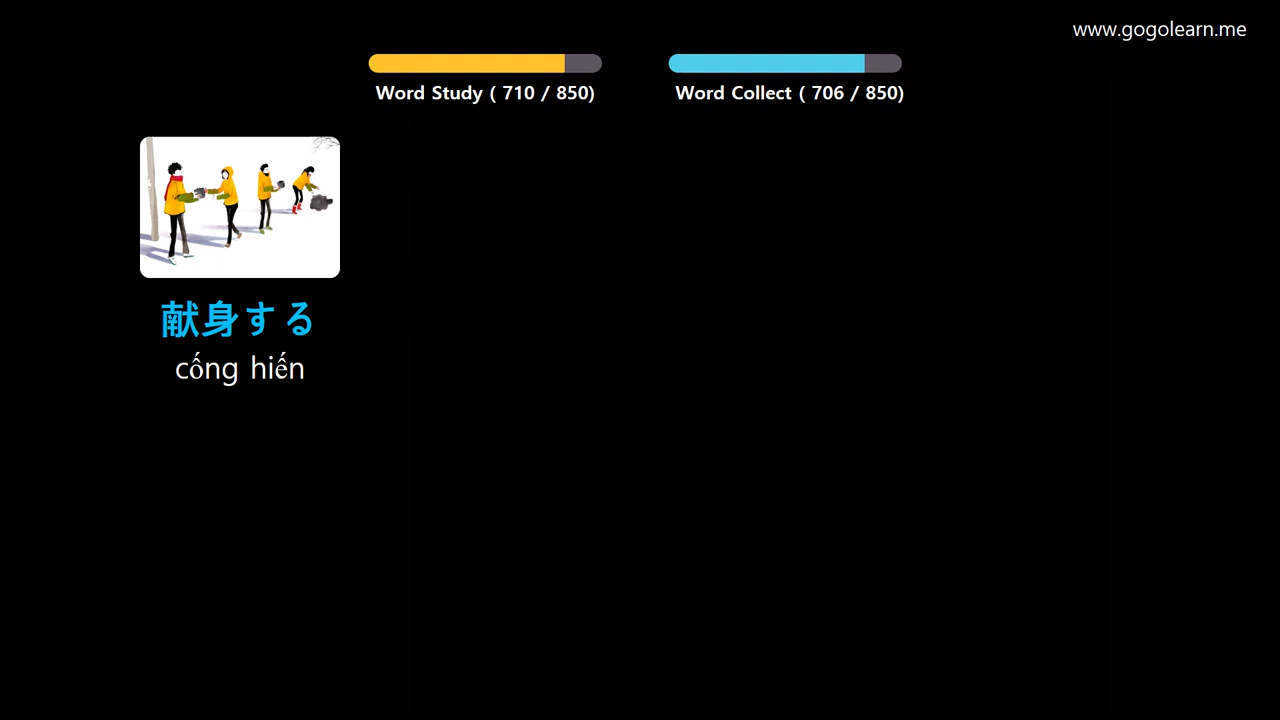 www.gogolearn.me
Word Study ( 710 / 850)
Word Collect ( 706 / 850)
献身する
cống hiến